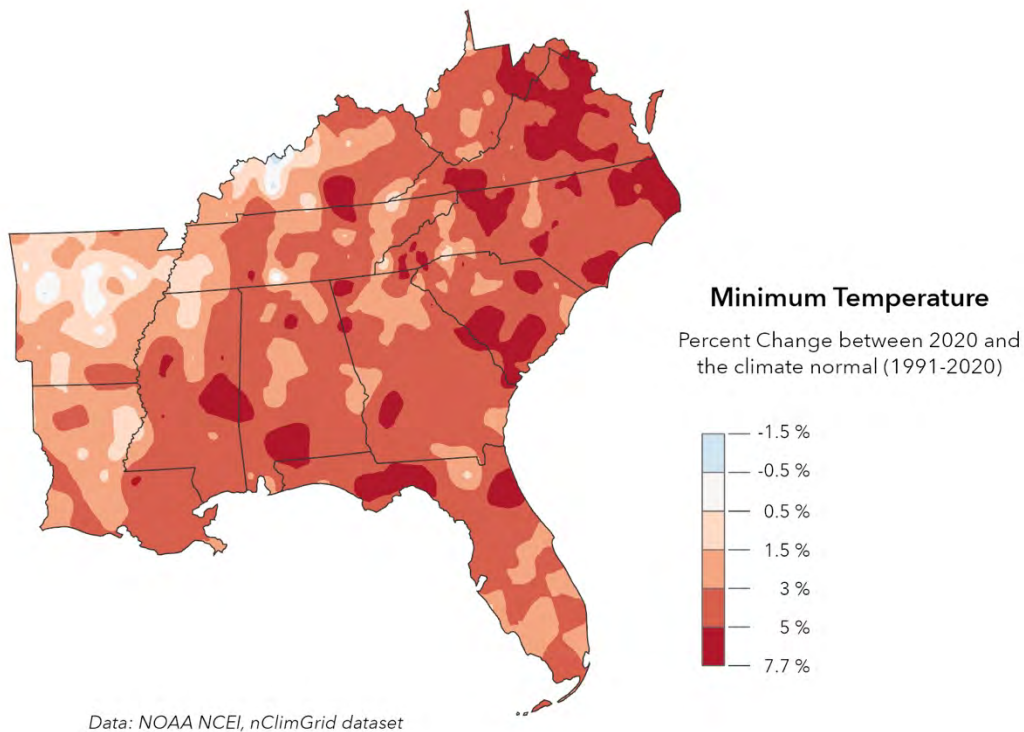 Minimum Temperature
Percent Change between 2020 and
the climate normal (1991-2020)
-1.5 %
-0.5 %
0.5 %
1.5 %
3 %
5 %
7.7 %
Data: NOAA NCEI, nClimGrid dataset